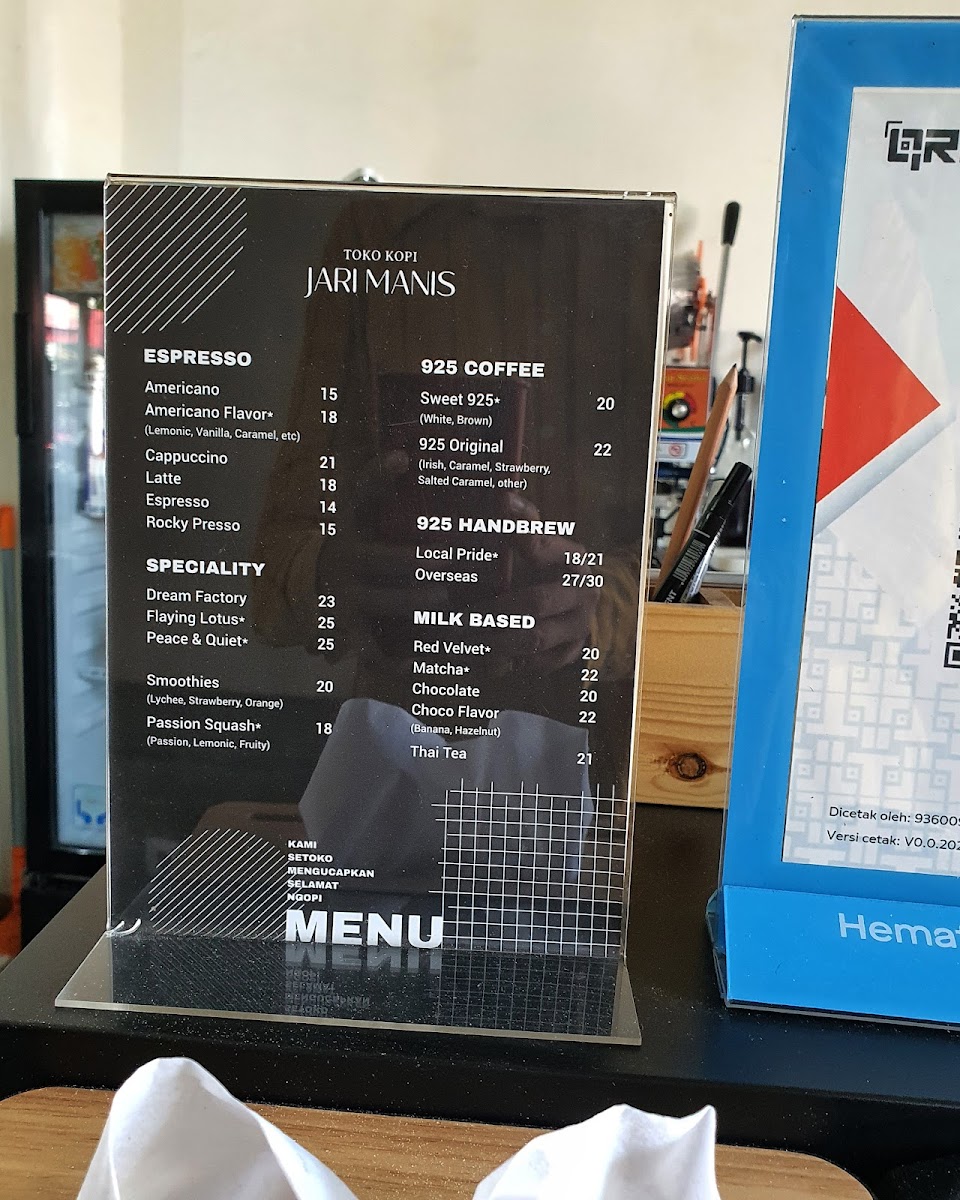 TOKO KOPI
JARI MANIS
ESPRESSO
Americano 15
Americano Flavor* 18
(Lemonic, Vanilla, Caramel, etc)
Cappuccino 21
Latte 18
Espresso 14
Rocky Presso 15
SPECIALITY
Dream Factory 23
Flaying Lotus* 25
Peace & Quiet* 25
Smoothies 20
(Lychee, Strawberry, Orange)
Passion Squash* 18
(Passion, Lemonic, Fruity)
925 COFFEE
Sweet 925* 20
(White, Brown)
925 Original 22
(Irish, Caramel, Strawberry,
Salted Caramel, other)
925 HANDBREW
Local Pride* 18/21
Overseas 27/30
MILK BASED
Red Velvet* 20
Matcha* 22
Chocolate 20
Choco Flavor 22
(Banana, Hazelnut)
Thai Tea 21
KAMI
SETOKO
MENGUCAPKAN
SELAMAT
NGOPI
MENU
QR
Dicetak oleh: 936009
Versi cetak: V0.0.202
Hemat